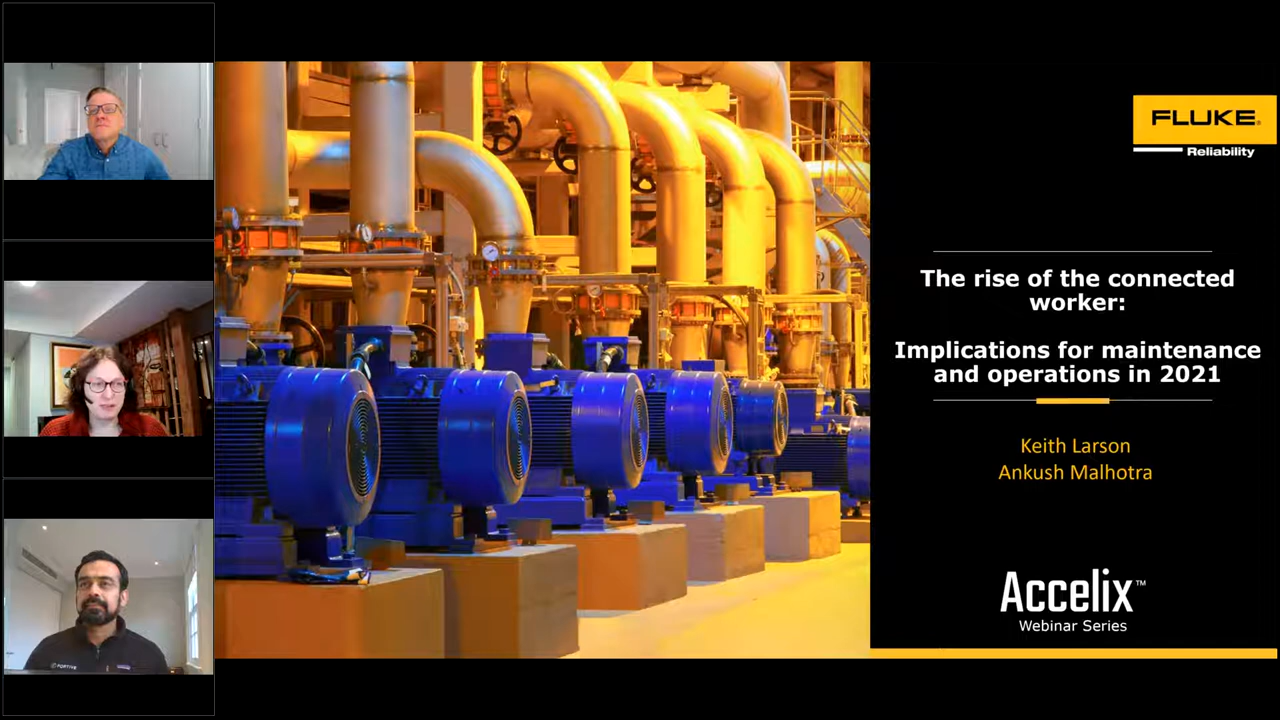 FLUKE®
Reliability
The rise of the connected
worker:
Implications for maintenance
and operations in 2021
Keith Larson
Ankush Malhotra
Accelix™
Webinar Series
FORTIVE